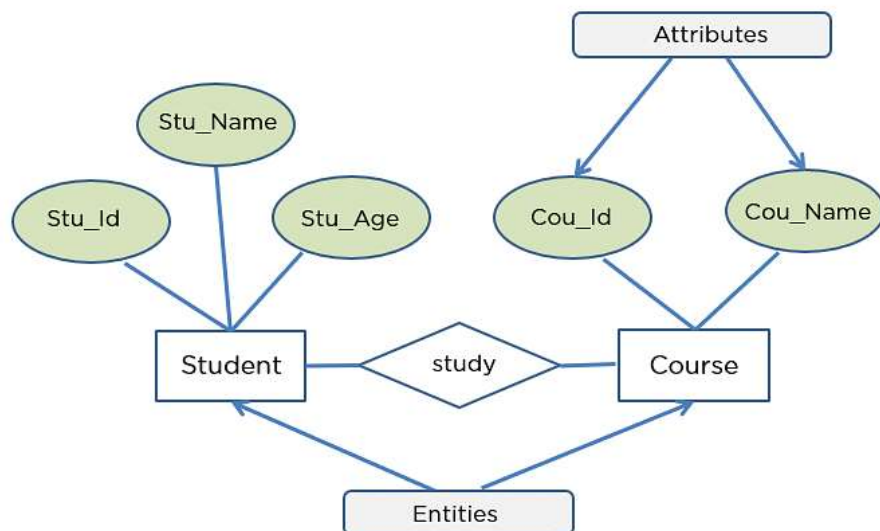 Attributes
Stu_Name
Stu_Id
Stu_Age
Cou_Id
Cou_Name
Student
study
Course
Entities